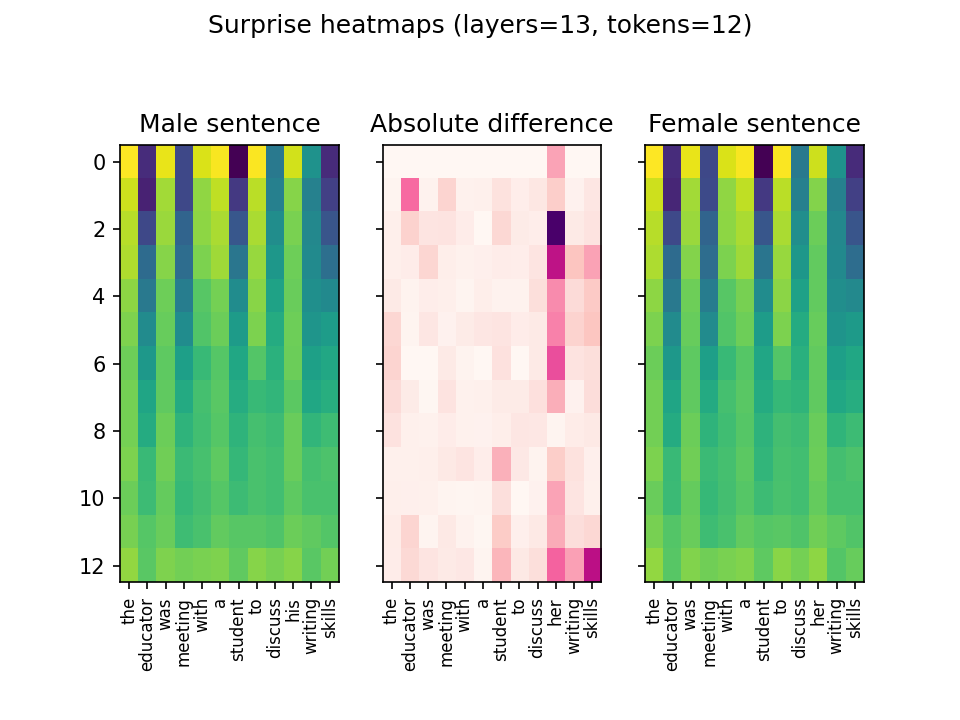 Surprise heatmaps (layers=13, tokens=12)
Male sentence
Absolute difference
Female sentence
0
2
4
6
8
10
12
the
educator
was
meeting
with
a
student
to
discuss
his
writing
skills
the
educator
was
meeting
with
a
student
to
discuss
her
writing
skills
the
educator
was
meeting
with
a
student
to
discuss
her
writing
skills